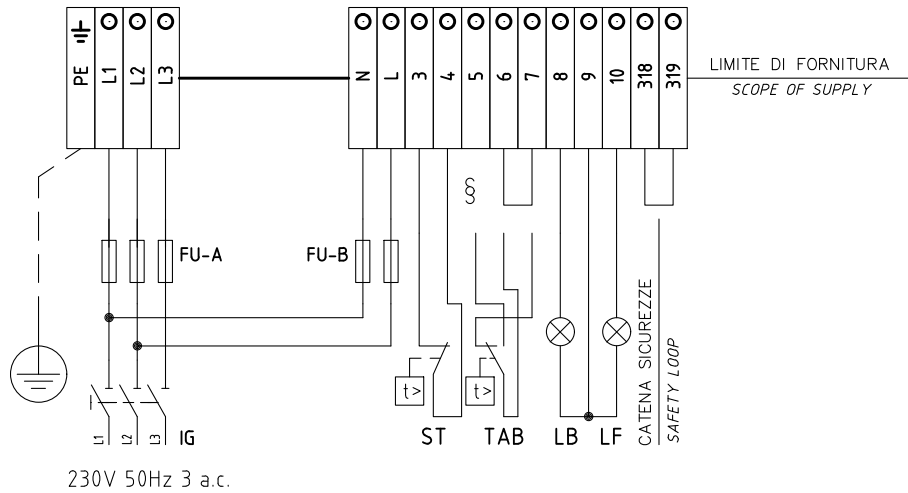 PE L1 L2 L3 N L 3 4 5 6 7 8 9 10 318 319
LIMITE DI FORNITURA
SCOPE OF SUPPLY
§
FU-A
FU-B
CATENA SICUREZZE
SAFETY LOOP
t>
t>
L1 L2 L3 IG
ST TAB LB LF
230V 50Hz 3 a.c.